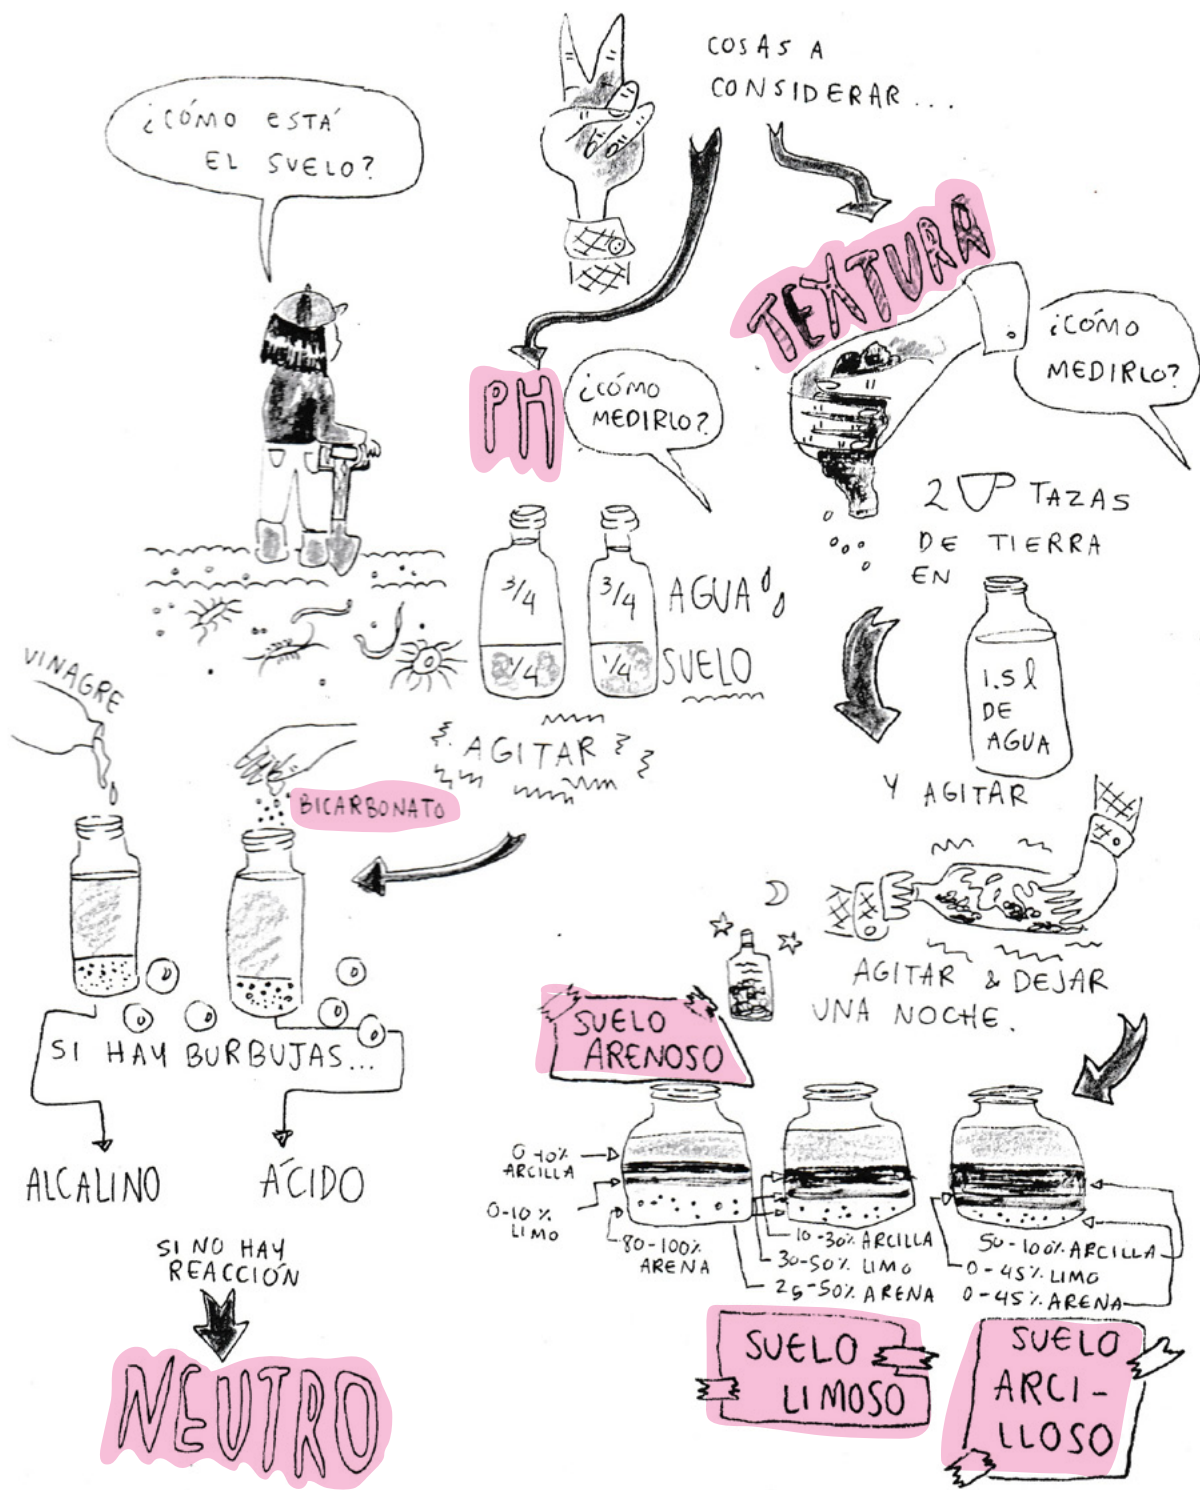 ¿CÓMO ESTÁ
EL SUELO?
COSAS A
CONSIDERAR...
PH
¿CÓMO
MEDIRLO?
3/4
3/4
AGUA
1/4
1/4
SUELO
AGITAR
VINAGRE
BICARBONATO
SI HAY BURBUJAS...
ALCALINO
ÁCIDO
SI NO HAY
REACCIÓN
NEUTRO
TEXTURA
¿CÓMO
MEDIRLO?
2 TAZAS
DE TIERRA
EN
1.5 l
DE
AGUA
Y AGITAR
AGITAR & DEJAR
UNA NOCHE.
SUELO
ARENOSO
0-10%
ARCILLA
0-10%
LIMO
80-100%
ARENA
10-30% ARCILLA
30-50% LIMO
25-50% ARENA
SUELO
LIMOSO
50-100% ARCILLA
0-45% LIMO
0-45% ARENA
SUELO
ARCI-
LLOSO